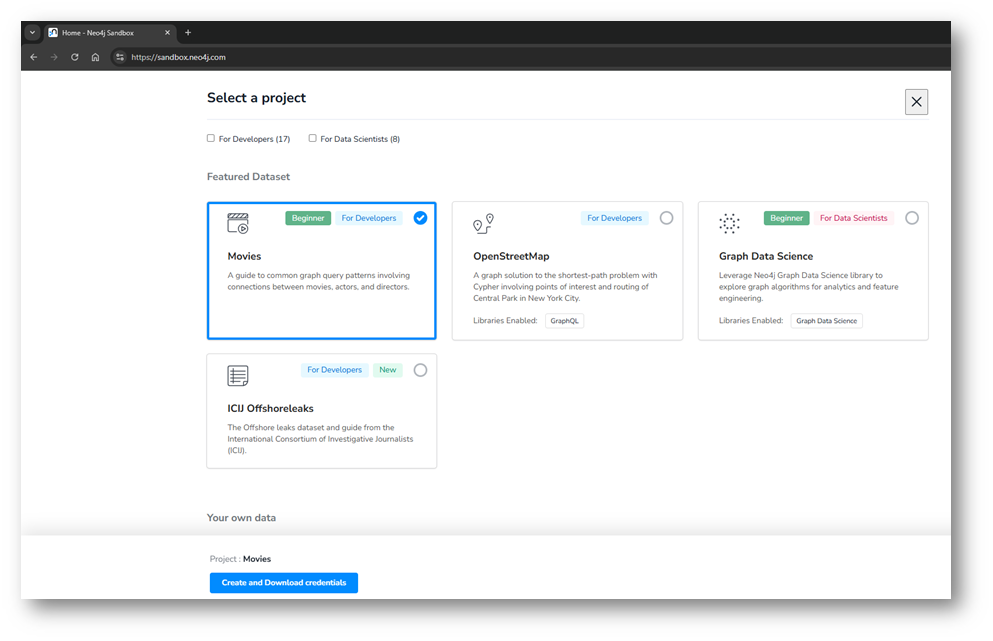 Home - Neo4j Sandbox
https://sandbox.neo4j.com
Select a project
For Developers (17) For Data Scientists (8)
Featured Dataset
Beginner For Developers
Movies
A guide to common graph query patterns involving
connections between movies, actors, and directors.
For Developers
OpenStreetMap
A graph solution to the shortest-path problem with
Cypher involving points of interest and routing of
Central Park in New York City.
Libraries Enabled: GraphQL
Beginner For Data Scientists
Graph Data Science
Leverage Neo4j Graph Data Science library to
explore graph algorithms for analytics and feature
engineering.
Libraries Enabled: Graph Data Science
For Developers New
ICIJ Offshoreleaks
The Offshore leaks dataset and guide from the
International Consortium of Investigative Journalists
(ICIJ).
Your own data
Project : Movies
Create and Download credentials